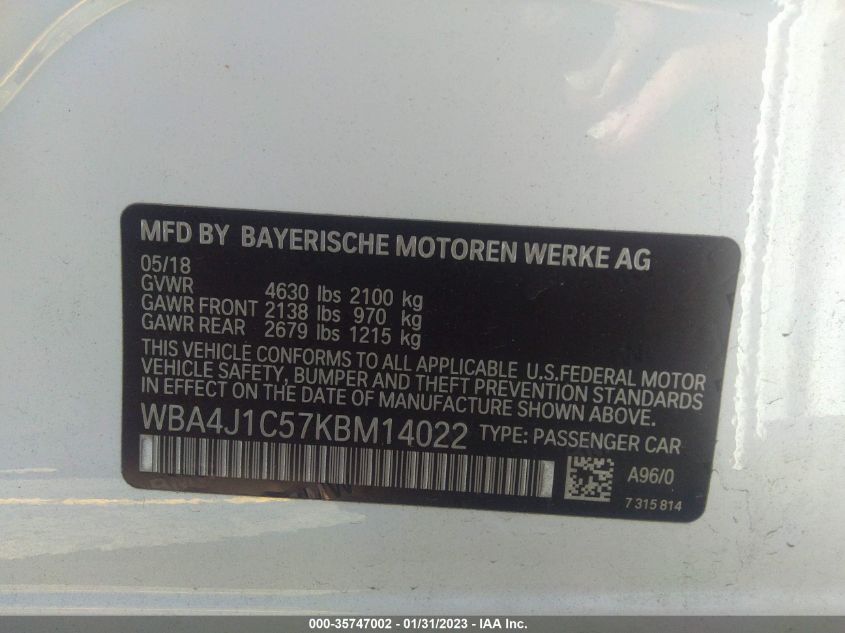 MFD BY BAYERISCHE MOTOREN WERKE AG
05/18
GVWR 4630 lbs 2100 kg
GAWR FRONT 2138 lbs 970 kg
GAWR REAR 2679 lbs 1215 kg
THIS VEHICLE CONFORMS TO ALL APPLICABLE U.S.FEDERAL MOTOR
VEHICLE SAFETY, BUMPER AND THEFT PREVENTION STANDARDS
IN EFFECT ON THE DATE OF MANUFACTURE SHOWN ABOVE.
WBA4J1C57KBM14022 TYPE: PASSENGER CAR
A96/0
7 315 814
000-35747002 - 01/31/2023 - IAAI Inc.